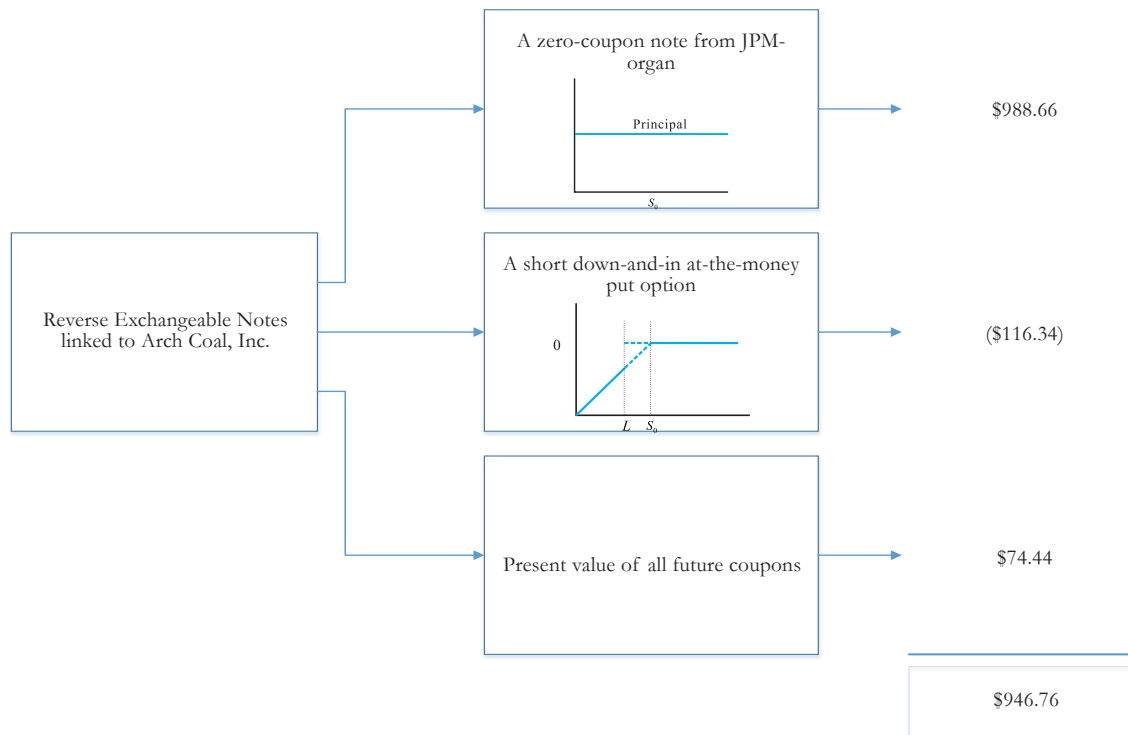 A zero-coupon note from JPM-
organ
Principal
S₀
$988.66
Reverse Exchangeable Notes
linked to Arch Coal, Inc.
A short down-and-in at-the-money
put option
0
L S₀
($116.34)
Present value of all future coupons
$74.44
$946.76